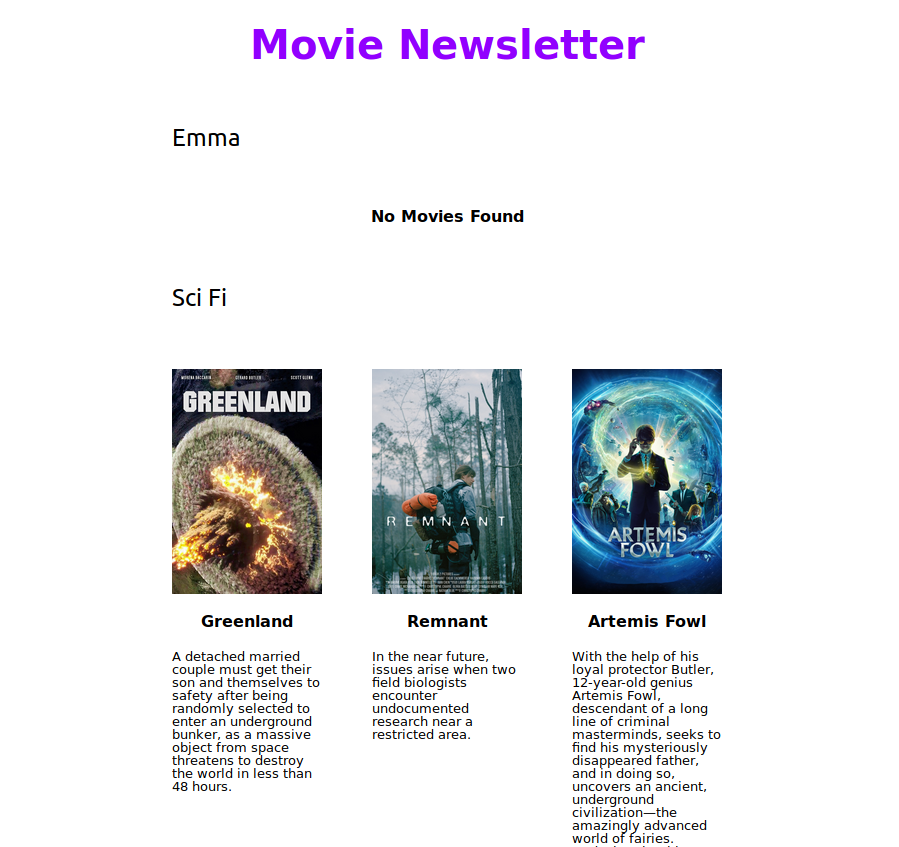 Movie Newsletter
Emma
No Movies Found
Sci Fi
MORENA BACCARIN GERARD BUTLER SCOTT GLENN
GREENLAND
REMNANT
ARTEMIS
FOWL
Greenland
Remnant
Artemis Fowl
A detached married
couple must get their
son and themselves to
safety after being
randomly selected to
enter an underground
bunker, as a massive
object from space
threatens to destroy
the world in less than
48 hours.
In the near future,
issues arise when two
field biologists
encounter
undocumented
research near a
restricted area.
With the help of his
loyal protector Butler,
12-year-old genius
Artemis Fowl,
descendant of a long
line of criminal
masterminds, seeks to
find his mysteriously
disappeared father,
and in doing so,
uncovers an ancient,
underground
civilization—the
amazingly advanced
world of fairies.